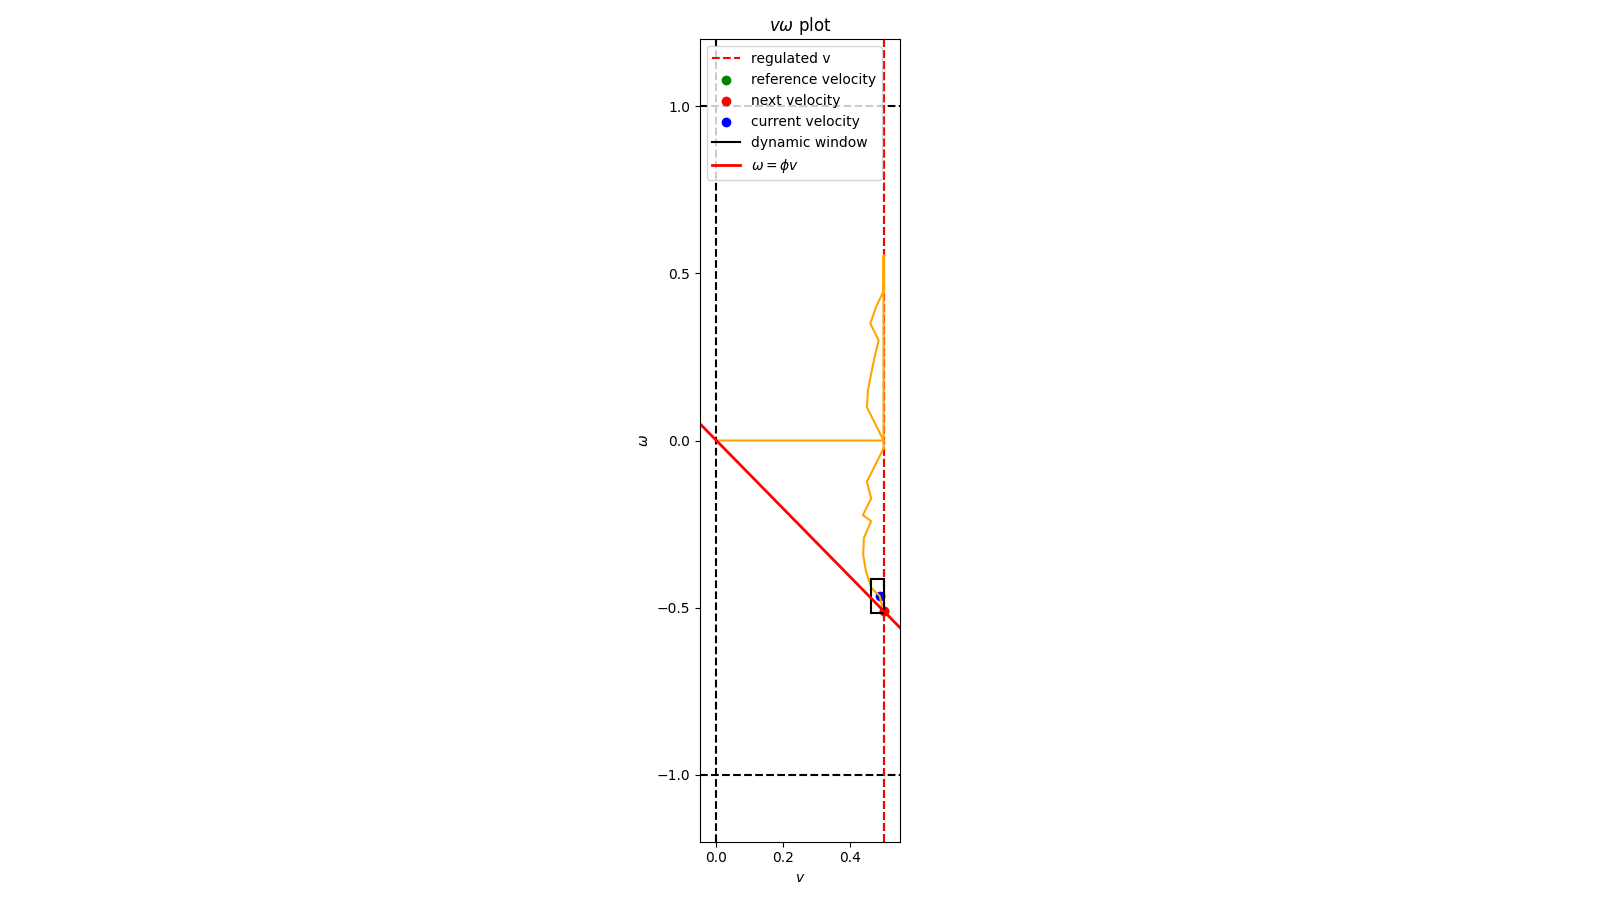 vω plot
regulated v
reference velocity
next velocity
current velocity
dynamic window
ω = ϕv
1.0
0.5
0.0
−0.5
−1.0
ω
0.0 0.2 0.4
v